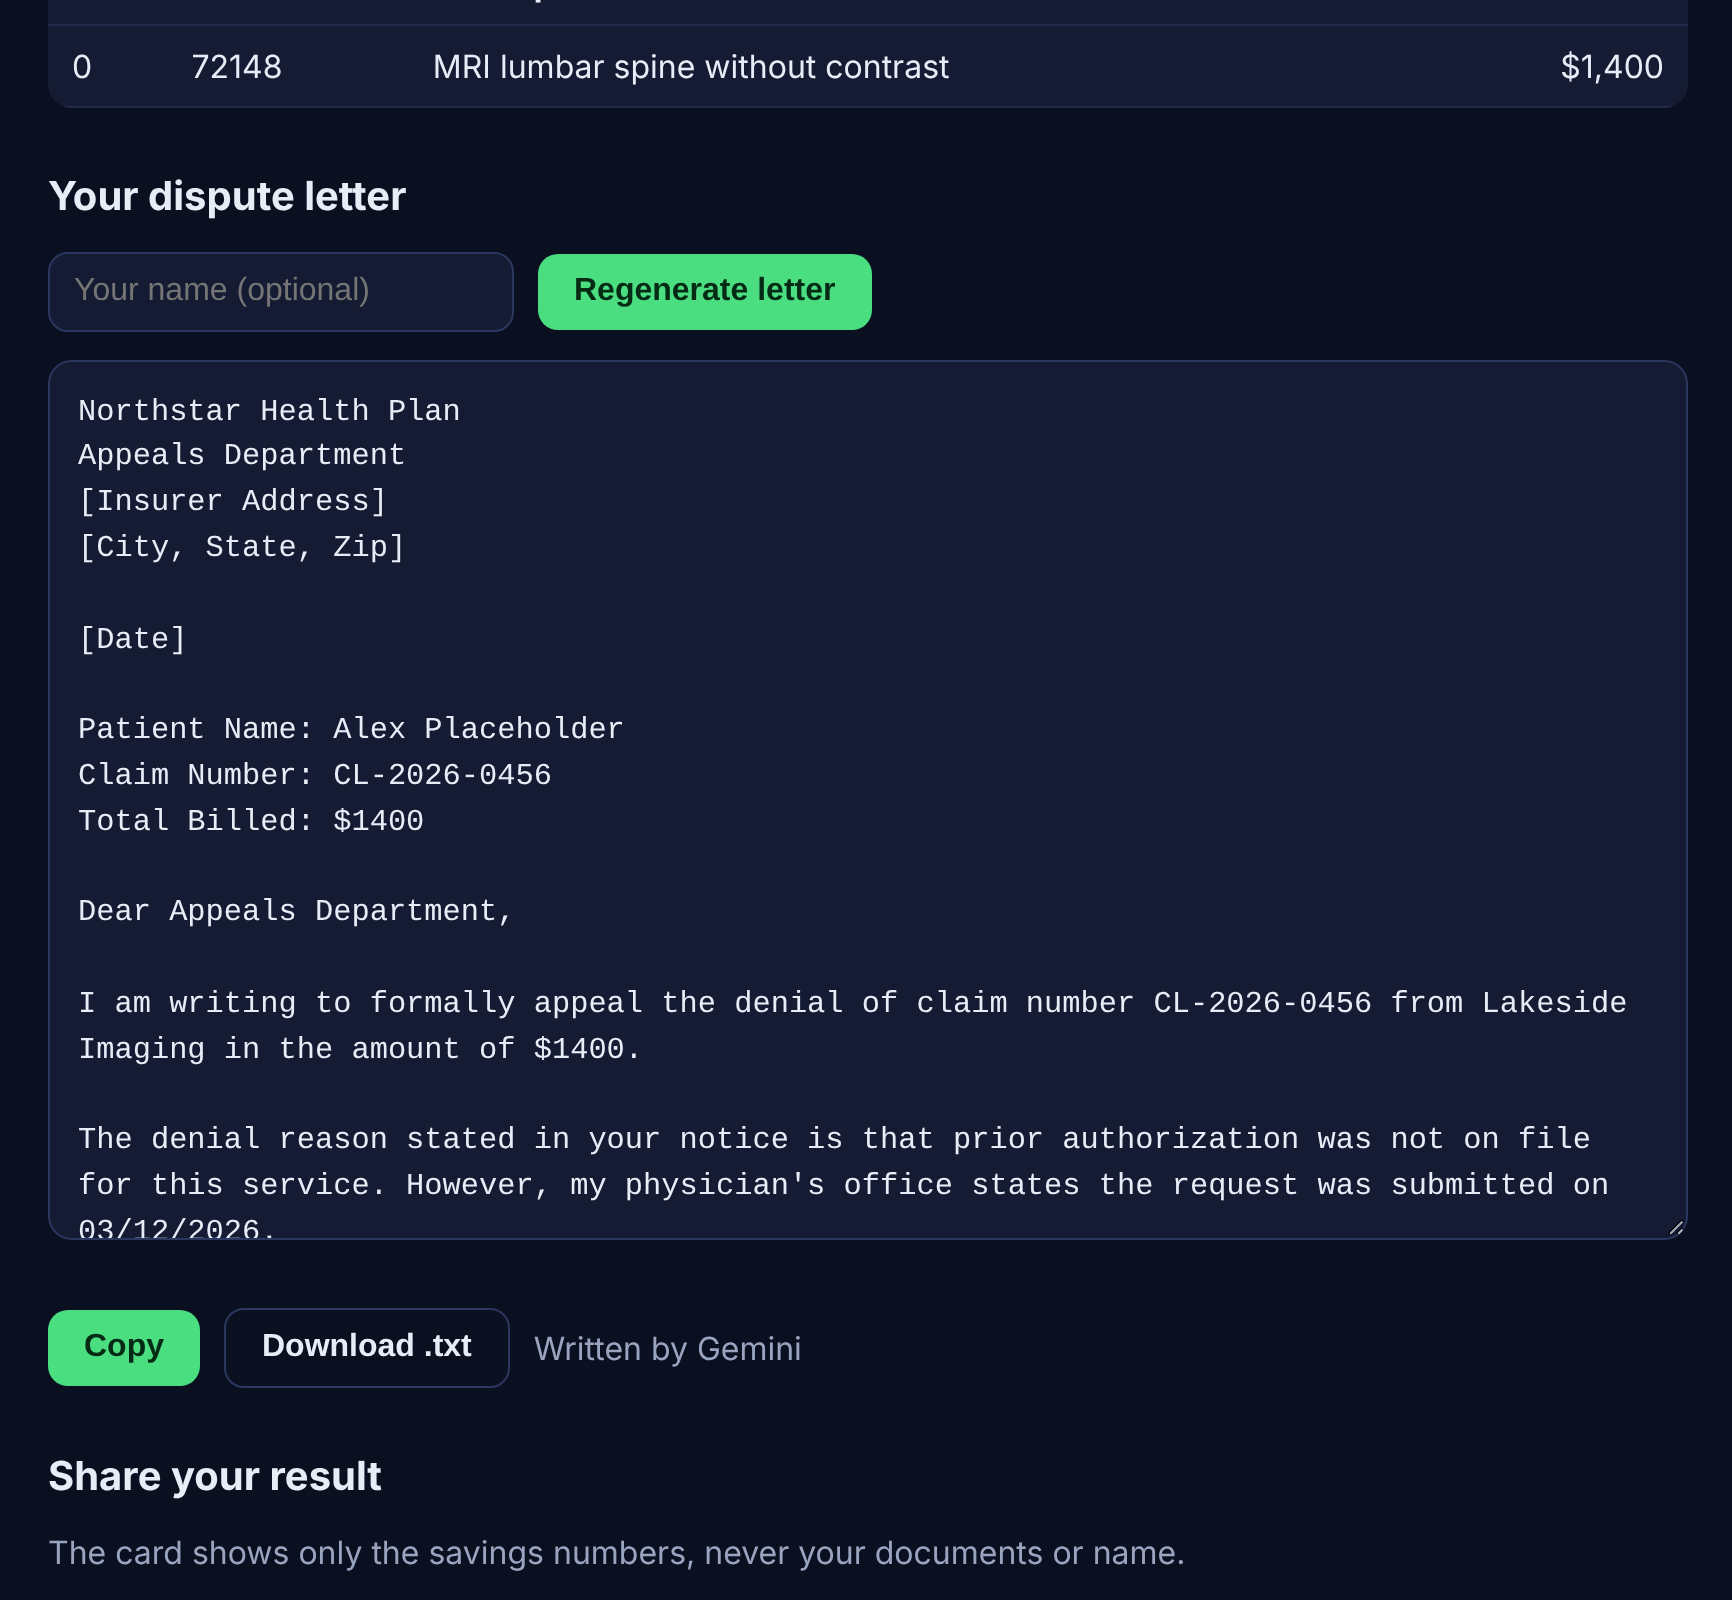 0 72148 MRI lumbar spine without contrast $1,400
Your dispute letter
Your name (optional) Regenerate letter
Northstar Health Plan
Appeals Department
[Insurer Address]
[City, State, Zip]
[Date]
Patient Name: Alex Placeholder
Claim Number: CL-2026-0456
Total Billed: $1400
Dear Appeals Department,
I am writing to formally appeal the denial of claim number CL-2026-0456 from Lakeside
Imaging in the amount of $1400.
The denial reason stated in your notice is that prior authorization was not on file
for this service. However, my physician's office states the request was submitted on
03/12/2026.
Copy Download .txt Written by Gemini
Share your result
The card shows only the savings numbers, never your documents or name.